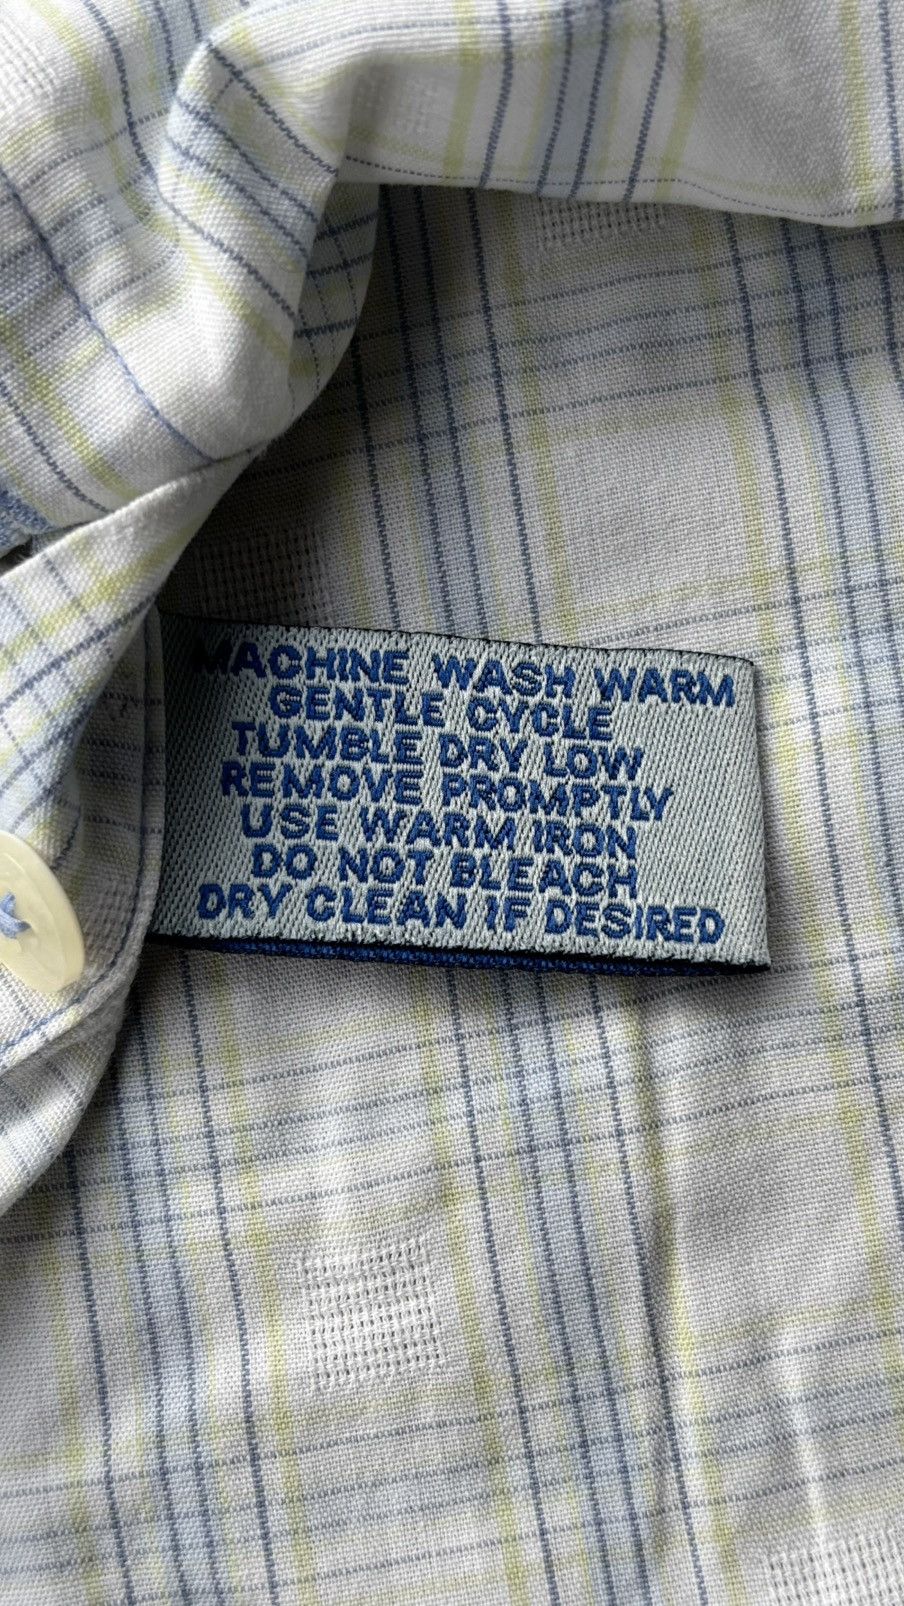 MACHINE WASH WARM
GENTLE CYCLE
TUMBLE DRY LOW
REMOVE PROMPTLY
USE WARM IRON
DO NOT BLEACH
DRY CLEAN IF DESIRED